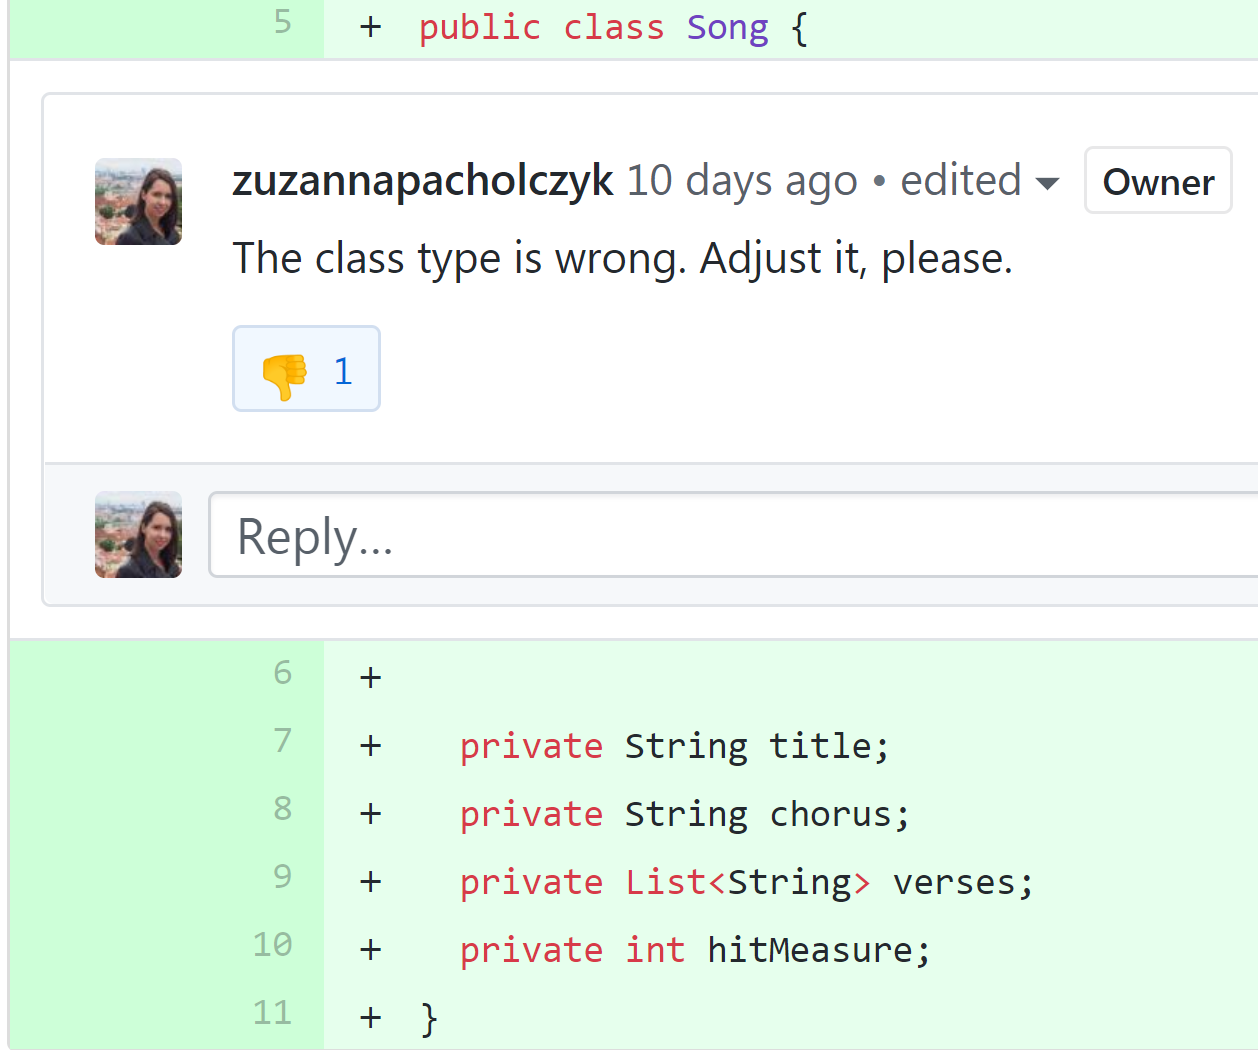 5 + public class Song {
zuzannapacholczyk 10 days ago • edited Owner
The class type is wrong. Adjust it, please.
1
Reply...
6 +
7 + private String title;
8 + private String chorus;
9 + private List<String> verses;
10 + private int hitMeasure;
11 + }